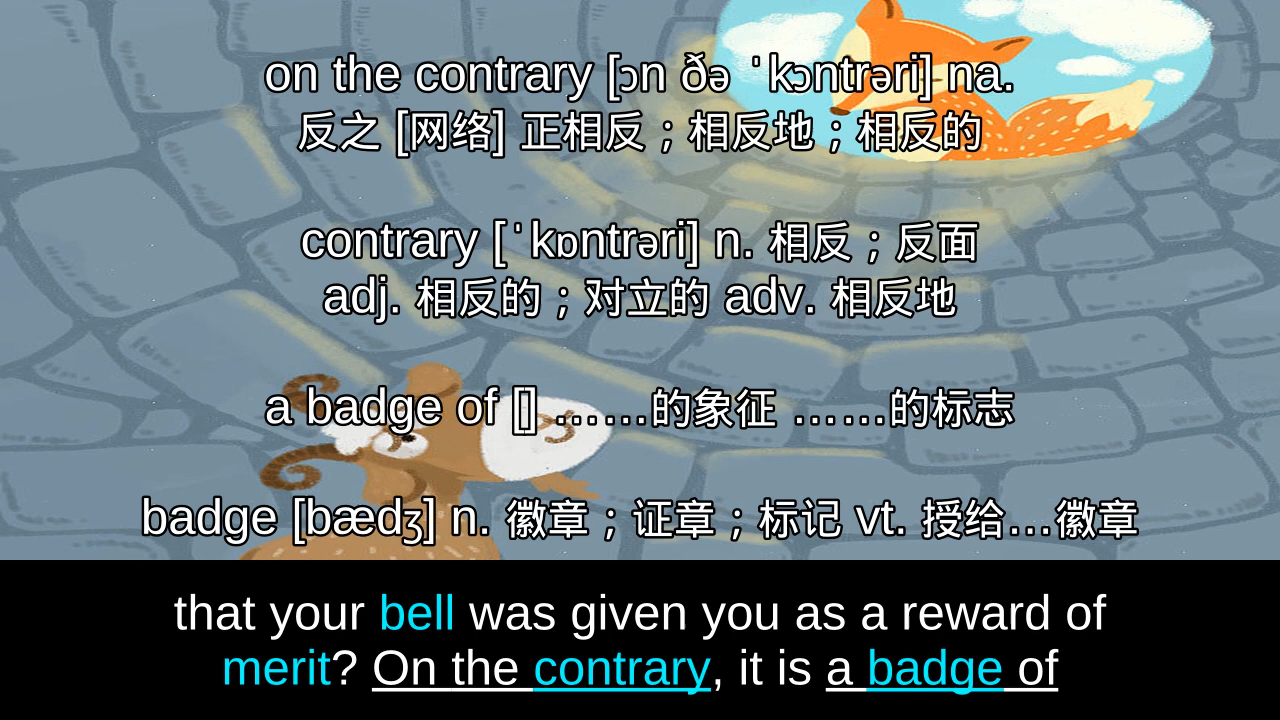 on the contrary [ɔn ðə ˈkɔntrəri] na.
反之 [网络] 正相反；相反地；相反的
contrary [ˈkɒntrəri] n. 相反；反面
adj. 相反的；对立的 adv. 相反地
a badge of [] ……的象征 ……的标志
badge [bædʒ] n. 徽章；证章；标记 vt. 授给…徽章
that your bell was given you as a reward of
merit? On the contrary, it is a badge of